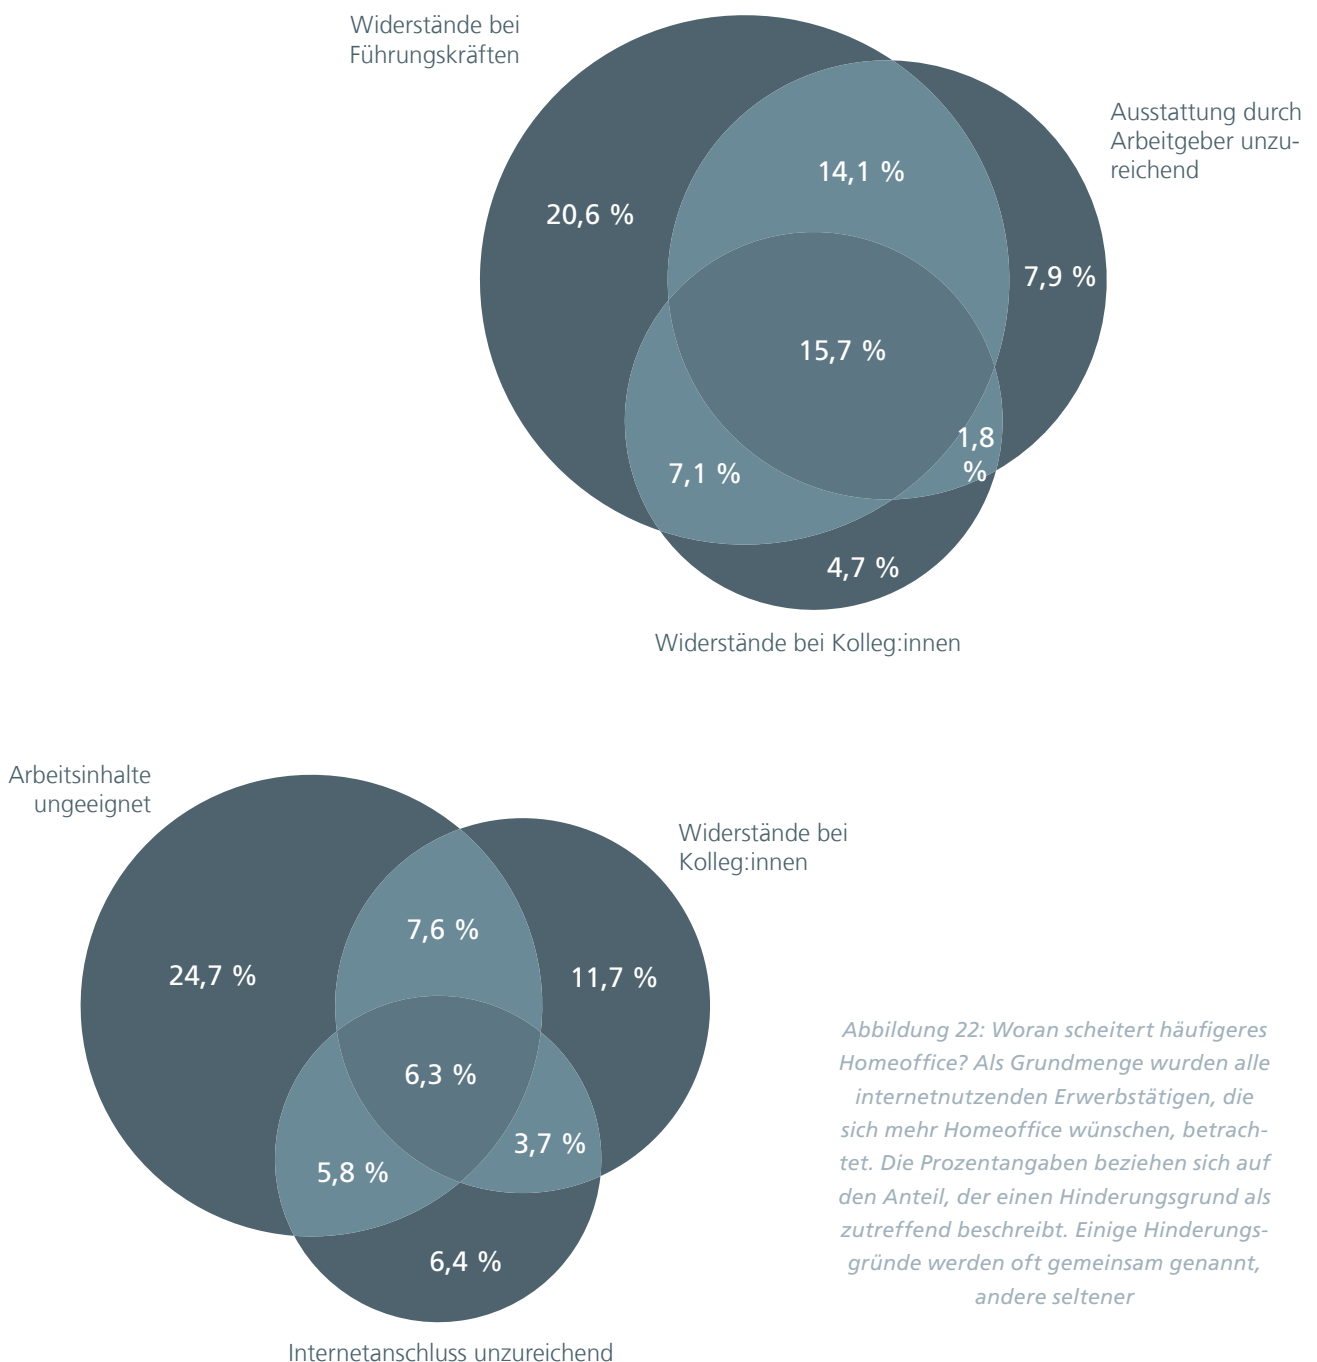 Widerstände bei
Führungskräften
Ausstattung durch
Arbeitgeber unzu-
reichend
14,1 %
20,6 %
7,9 %
15,7 %
1,8
%
7,1 %
4,7 %
Widerstände bei Kolleg:innen
Arbeitsinhalte
ungeeignet
Widerstände bei
Kolleg:innen
7,6 %
24,7 %
11,7 %
6,3 %
3,7 %
5,8 %
6,4 %
Internetanschluss unzureichend
Abbildung 22: Woran scheitert häufigeres
Homeoffice? Als Grundmenge wurden alle
internetnutzenden Erwerbstätigen, die
sich mehr Homeoffice wünschen, betrach-
tet. Die Prozentangaben beziehen sich auf
den Anteil, der einen Hinderungsgrund als
zutreffend beschreibt. Einige Hinderungs-
gründe werden oft gemeinsam genannt,
andere seltener